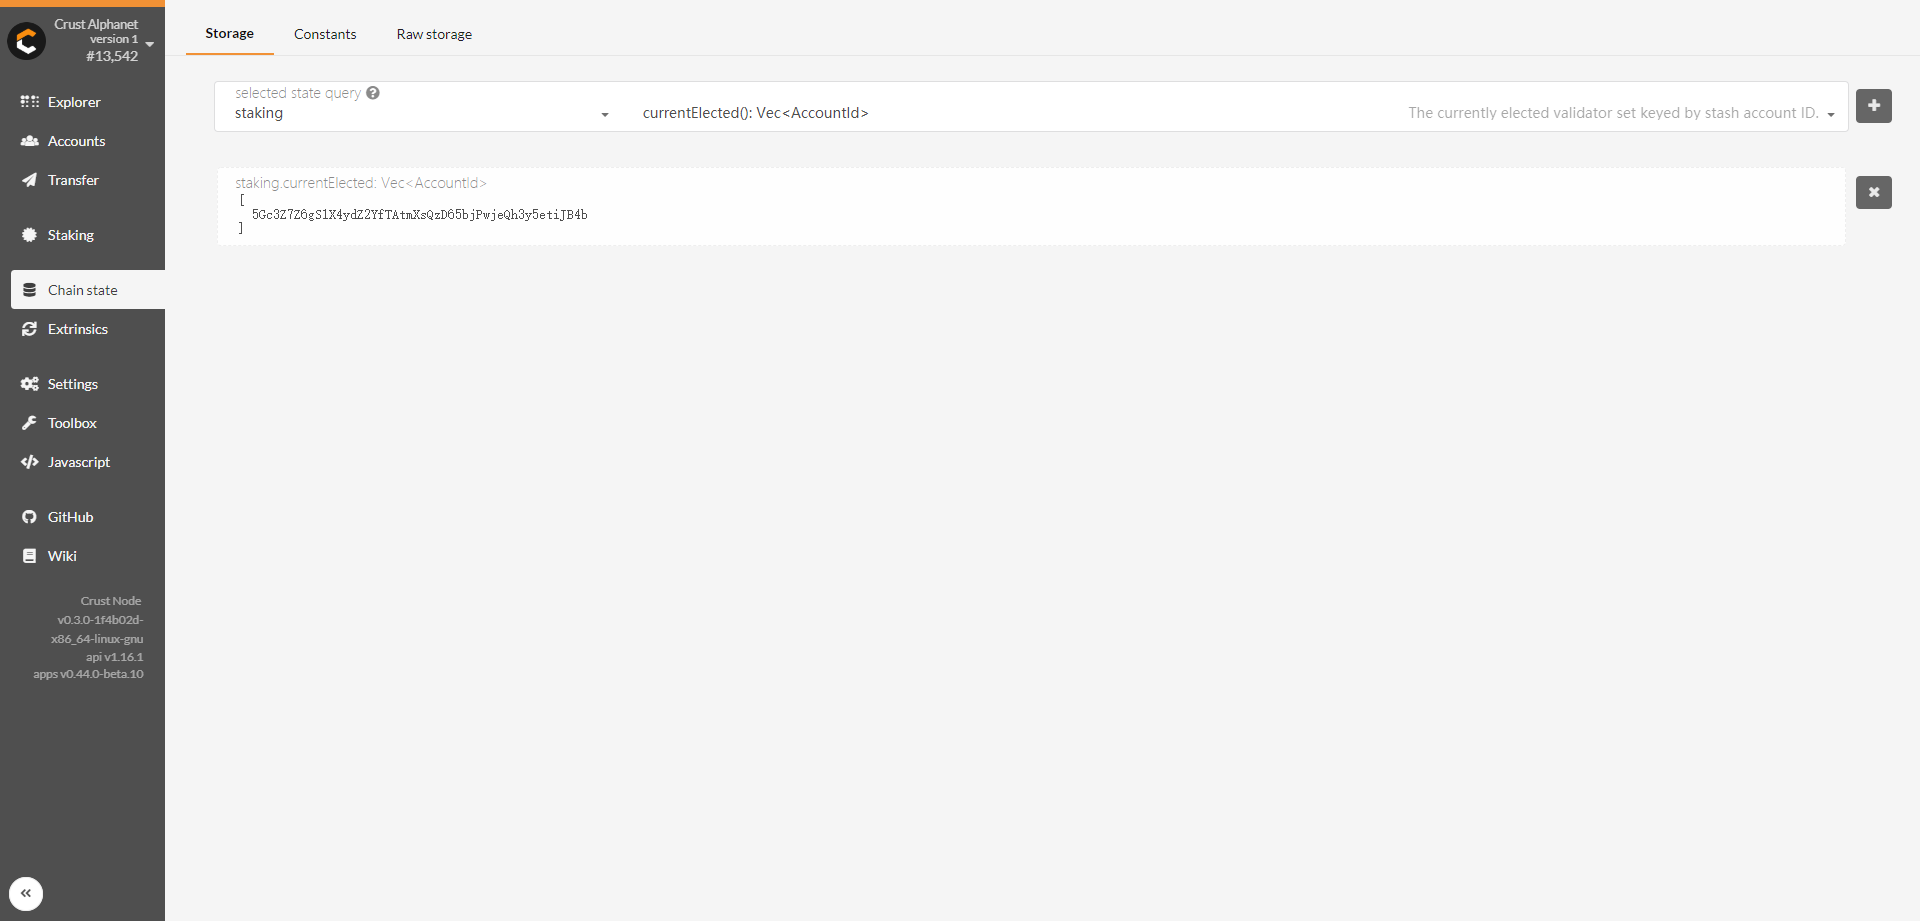 Crust Alphanet
version 1
#13,542
Explorer
Accounts
Transfer
Staking
Chain state
Extrinsics
Settings
Toolbox
Javascript
GitHub
Wiki
Crust Node
v0.3.0-1f4b02d-
x86_64-linux-gnu
api v1.16.1
apps v0.44.0-beta.10
Storage Constants Raw storage
selected state query
staking currentElected(): Vec<AccountId> The currently elected validator set keyed by stash account ID.
staking.currentElected: Vec<AccountId>
[
5Gc3Z7Z6gS1X4ydZ2YfTAtmXsQzD65bjPwjeQh3y5etiJB4b
]